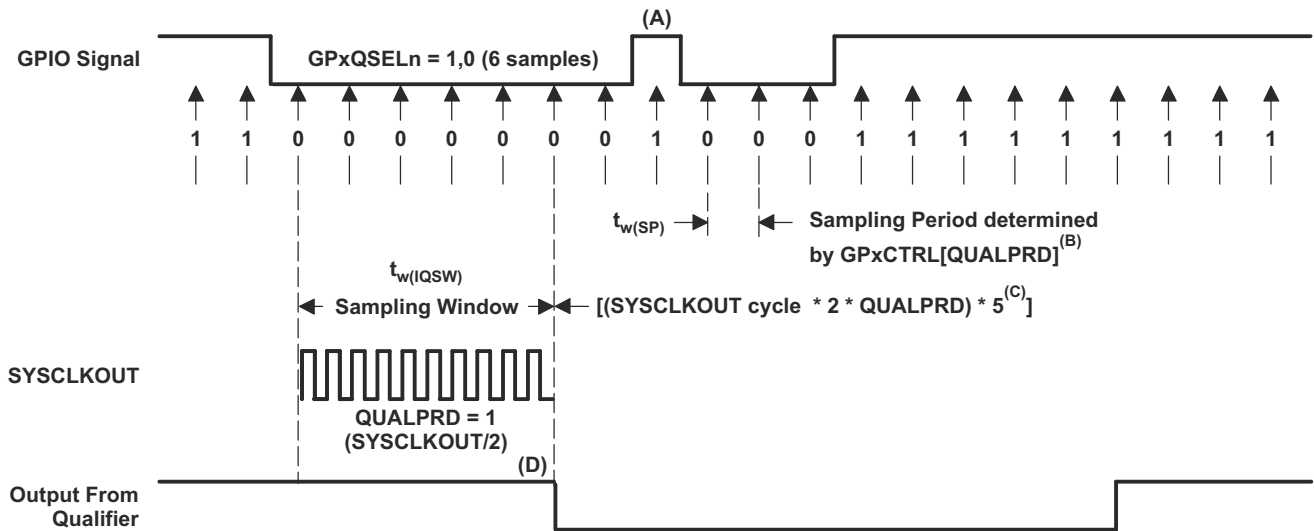 (A)
GPIO Signal
GPxQSELn = 1,0 (6 samples)
1 1 0 0 0 0 0 0 0 1 0 0 0 1 1 1 1 1 1 1 1 1
tw(SP)
Sampling Period determined
by GPxCTRL[QUALPRD](B)
tw(IQSW)
Sampling Window
[(SYSCLKOUT cycle * 2 * QUALPRD) * 5(C)]
SYSCLKOUT
QUALPRD = 1
(SYSCLKOUT/2)
(D)
Output From
Qualifier